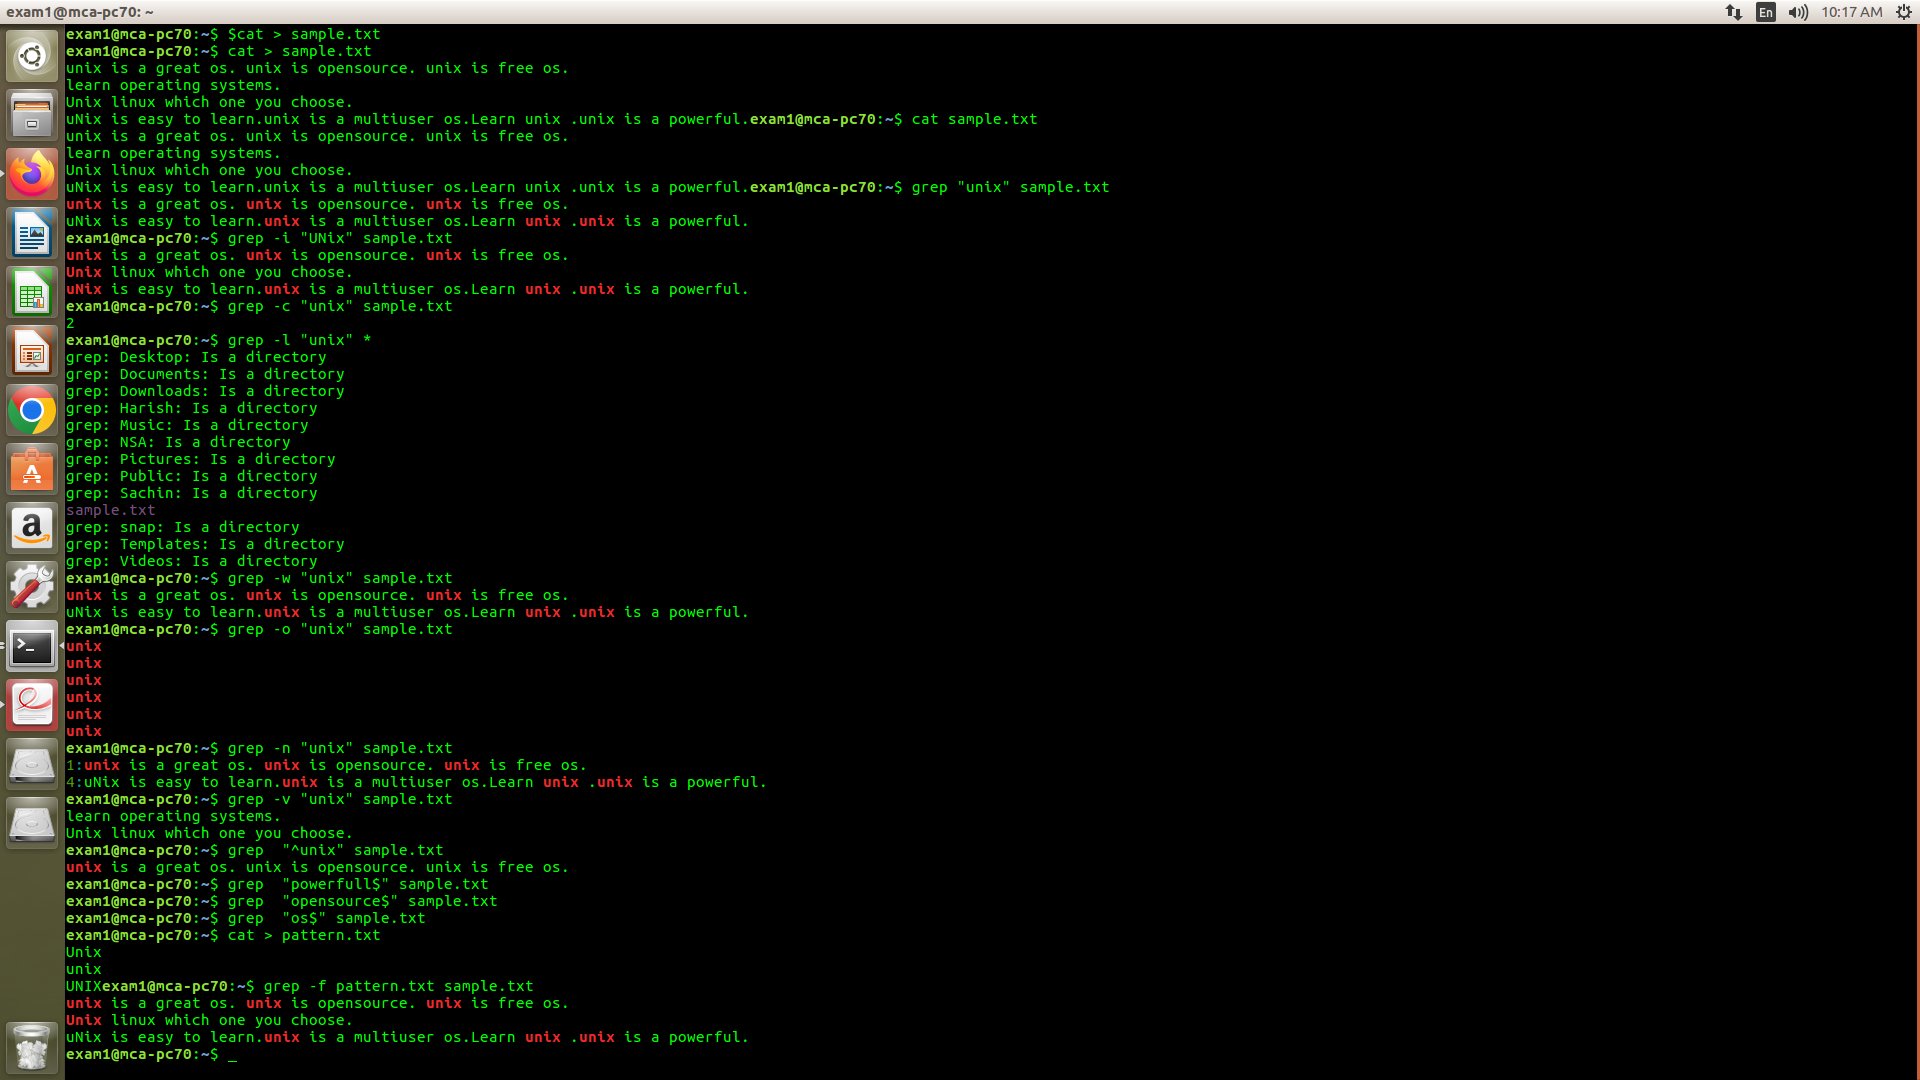 exam1@mca-pc70: ~
En
10:17 AM
exam1@mca-pc70:~$ $cat > sample.txt
exam1@mca-pc70:~$ cat > sample.txt
unix is a great os. unix is opensource. unix is free os.
learn operating systems.
Unix linux which one you choose.
uNix is easy to learn.unix is a multiuser os.Learn unix .unix is a powerful.exam1@mca-pc70:~$ cat sample.txt
unix is a great os. unix is opensource. unix is free os.
learn operating systems.
Unix linux which one you choose.
uNix is easy to learn.unix is a multiuser os.Learn unix .unix is a powerful.exam1@mca-pc70:~$ grep "unix" sample.txt
unix is a great os. unix is opensource. unix is free os.
uNix is easy to learn.unix is a multiuser os.Learn unix .unix is a powerful.
exam1@mca-pc70:~$ grep -i "UNix" sample.txt
unix is a great os. unix is opensource. unix is free os.
Unix linux which one you choose.
uNix is easy to learn.unix is a multiuser os.Learn unix .unix is a powerful.
exam1@mca-pc70:~$ grep -c "unix" sample.txt
2
exam1@mca-pc70:~$ grep -l "unix" *
grep: Desktop: Is a directory
grep: Documents: Is a directory
grep: Downloads: Is a directory
grep: Harish: Is a directory
grep: Music: Is a directory
grep: NSA: Is a directory
grep: Pictures: Is a directory
grep: Public: Is a directory
grep: Sachin: Is a directory
sample.txt
grep: snap: Is a directory
grep: Templates: Is a directory
grep: Videos: Is a directory
exam1@mca-pc70:~$ grep -w "unix" sample.txt
unix is a great os. unix is opensource. unix is free os.
uNix is easy to learn.unix is a multiuser os.Learn unix .unix is a powerful.
exam1@mca-pc70:~$ grep -o "unix" sample.txt
unix
unix
unix
unix
unix
unix
exam1@mca-pc70:~$ grep -n "unix" sample.txt
1:unix is a great os. unix is opensource. unix is free os.
4:uNix is easy to learn.unix is a multiuser os.Learn unix .unix is a powerful.
exam1@mca-pc70:~$ grep -v "unix" sample.txt
learn operating systems.
Unix linux which one you choose.
exam1@mca-pc70:~$ grep  "^unix" sample.txt
unix is a great os. unix is opensource. unix is free os.
exam1@mca-pc70:~$ grep  "powerfull$" sample.txt
exam1@mca-pc70:~$ grep  "opensource$" sample.txt
exam1@mca-pc70:~$ grep  "os$" sample.txt
exam1@mca-pc70:~$ cat > pattern.txt
Unix
unix
UNIXexam1@mca-pc70:~$ grep -f pattern.txt sample.txt
unix is a great os. unix is opensource. unix is free os.
Unix linux which one you choose.
uNix is easy to learn.unix is a multiuser os.Learn unix .unix is a powerful.
exam1@mca-pc70:~$ _